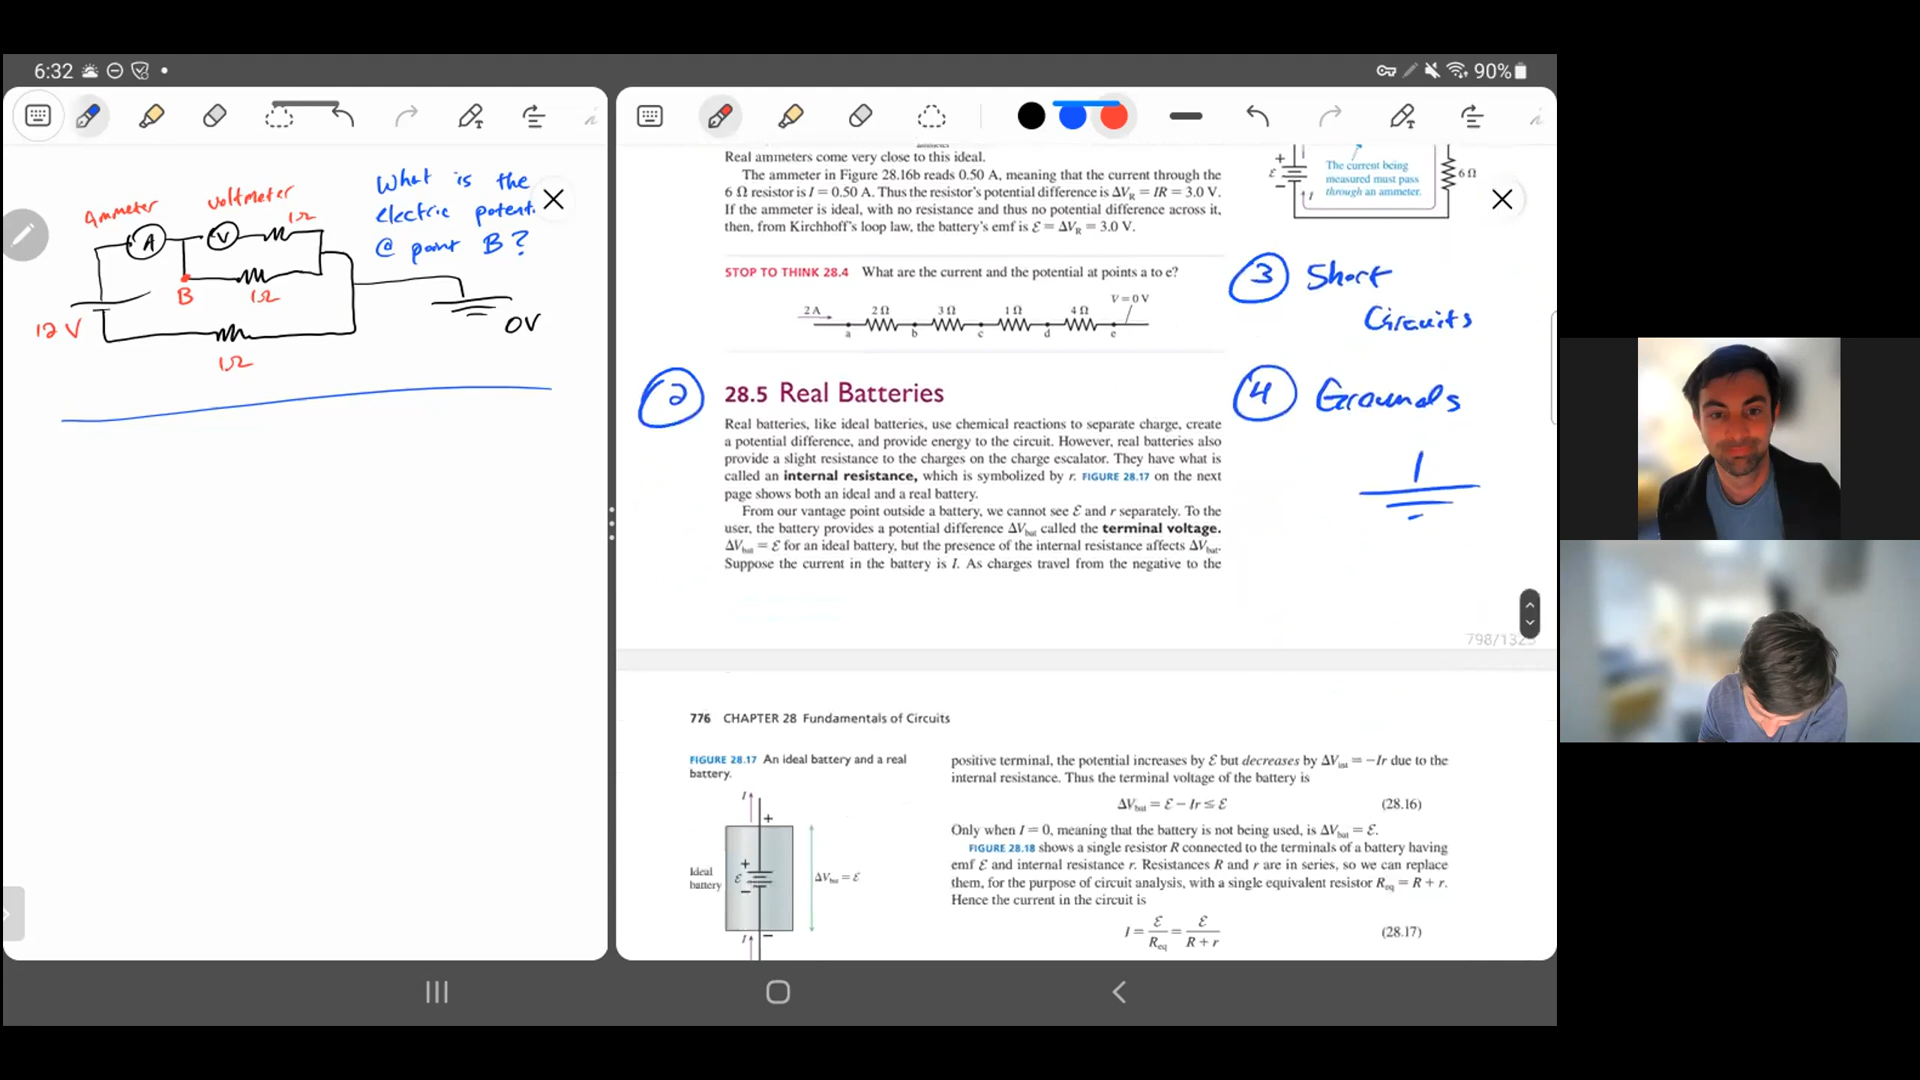 6:32
90%
Ammeter
voltmeter
1Ω
A
V
B
1Ω
12 V
1Ω
0V
What is the
electric potent.
@ point B?
Real ammeters come very close to this ideal.
The ammeter in Figure 28.16b reads 0.50 A, meaning that the current through the
6 Ω resistor is I = 0.50 A. Thus the resistor's potential difference is ΔV_R = IR = 3.0 V.
If the ammeter is ideal, with no resistance and thus no potential difference across it,
then, from Kirchhoff's loop law, the battery's emf is ℰ = ΔV_R = 3.0 V.
STOP TO THINK 28.4 What are the current and the potential at points a to e?
2 A
2 Ω
3 Ω
1 Ω
4 Ω
V = 0 V
a
b
c
d
e
+
ℰ
−
I
The current being
measured must pass
through an ammeter.
6 Ω
3 Short
Circuits
4 Grounds
2
28.5 Real Batteries
Real batteries, like ideal batteries, use chemical reactions to separate charge, create
a potential difference, and provide energy to the circuit. However, real batteries also
provide a slight resistance to the charges on the charge escalator. They have what is
called an internal resistance, which is symbolized by r. FIGURE 28.17 on the next
page shows both an ideal and a real battery.
From our vantage point outside a battery, we cannot see ℰ and r separately. To the
user, the battery provides a potential difference ΔV_bat called the terminal voltage.
ΔV_bat = ℰ for an ideal battery, but the presence of the internal resistance affects ΔV_bat.
Suppose the current in the battery is I. As charges travel from the negative to the
798/1323
776 CHAPTER 28 Fundamentals of Circuits
FIGURE 28.17 An ideal battery and a real
battery.
I
+
Ideal
battery
+
ℰ
−
ΔV_bat = ℰ
I
−
positive terminal, the potential increases by ℰ but decreases by ΔV_int = −Ir due to the
internal resistance. Thus the terminal voltage of the battery is
ΔV_bat = ℰ − Ir ≤ ℰ (28.16)
Only when I = 0, meaning that the battery is not being used, is ΔV_bat = ℰ.
FIGURE 28.18 shows a single resistor R connected to the terminals of a battery having
emf ℰ and internal resistance r. Resistances R and r are in series, so we can replace
them, for the purpose of circuit analysis, with a single equivalent resistor R_eq = R + r.
Hence the current in the circuit is
I = ℰ/R_eq = ℰ/(R + r) (28.17)